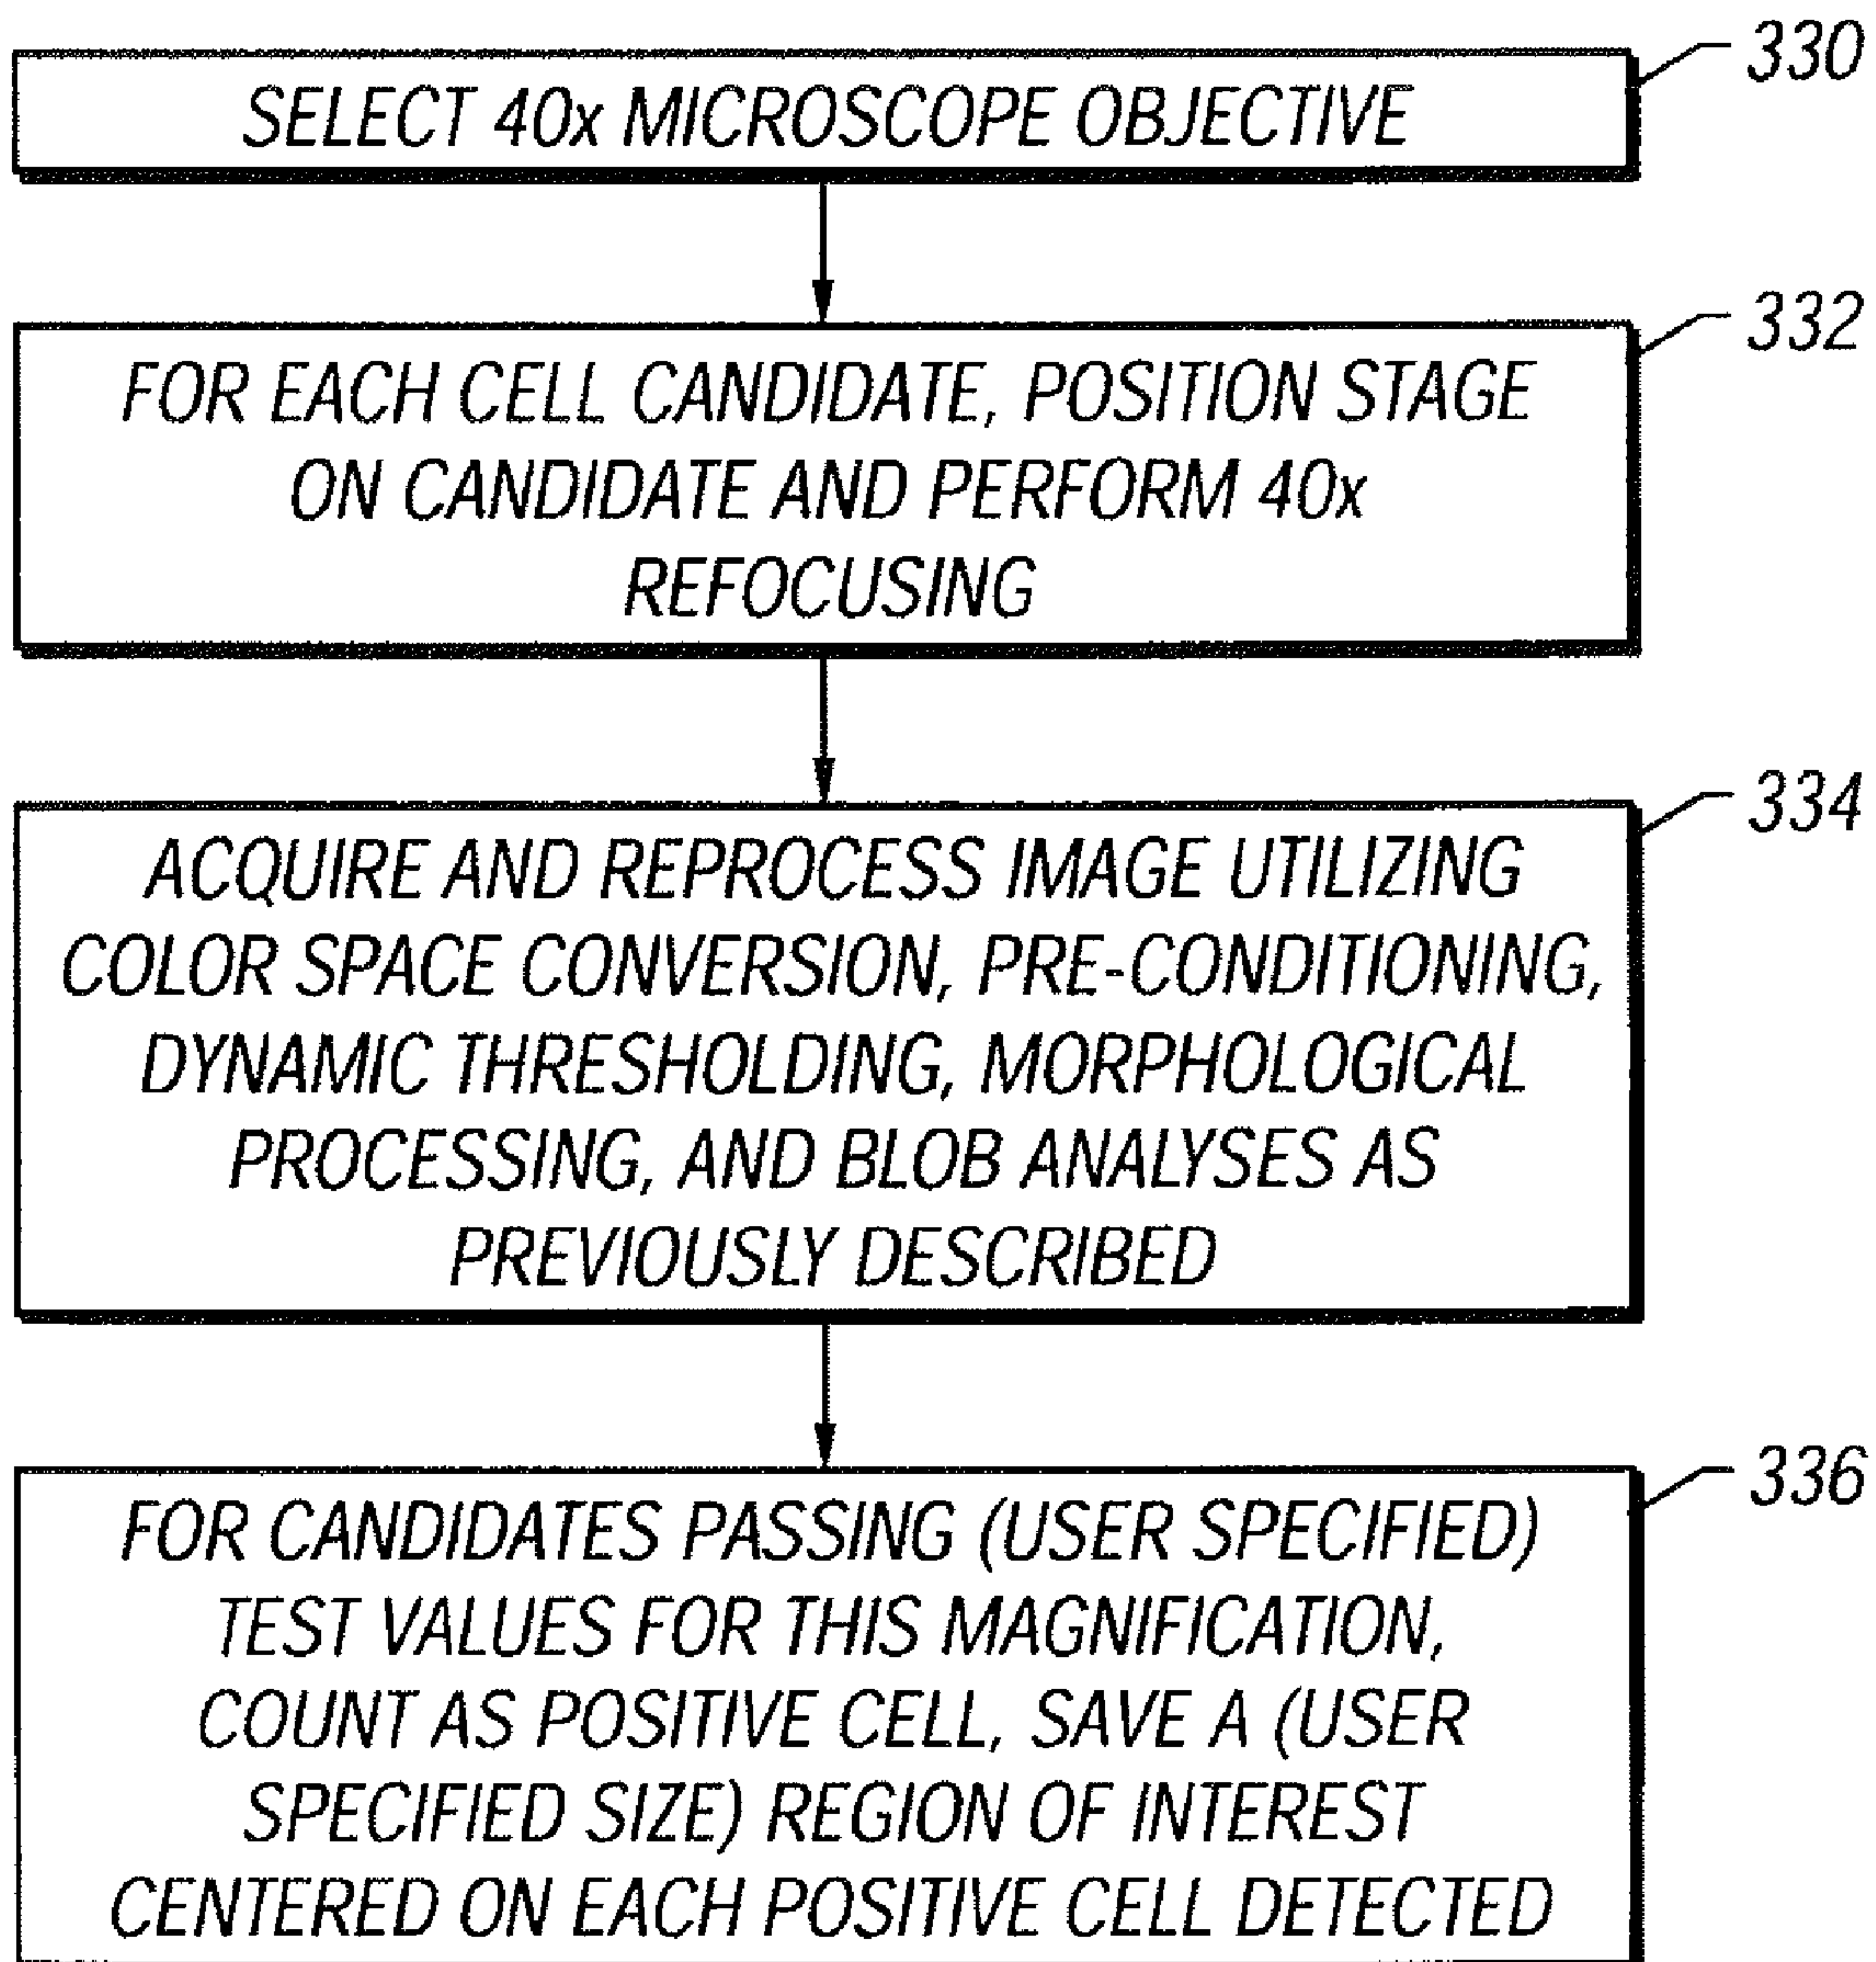 330
SELECT 40x MICROSCOPE OBJECTIVE
332
FOR EACH CELL CANDIDATE, POSITION STAGE
ON CANDIDATE AND PERFORM 40x
REFOCUSING
334
ACQUIRE AND REPROCESS IMAGE UTILIZING
COLOR SPACE CONVERSION, PRE-CONDITIONING,
DYNAMIC THRESHOLDING, MORPHOLOGICAL
PROCESSING, AND BLOB ANALYSES AS
PREVIOUSLY DESCRIBED
336
FOR CANDIDATES PASSING (USER SPECIFIED)
TEST VALUES FOR THIS MAGNIFICATION,
COUNT AS POSITIVE CELL, SAVE A (USER
SPECIFIED SIZE) REGION OF INTEREST
CENTERED ON EACH POSITIVE CELL DETECTED